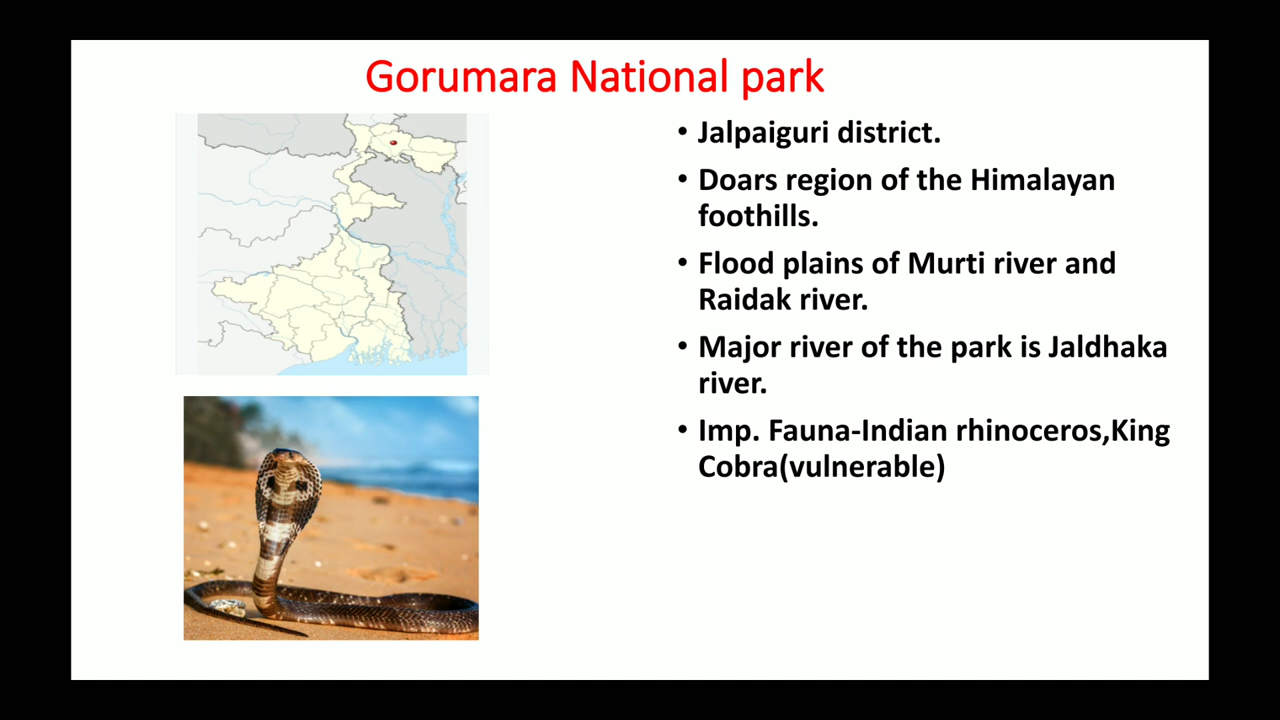 Gorumara National park
• Jalpaiguri district.
• Doars region of the Himalayan
foothills.
• Flood plains of Murti river and
Raidak river.
• Major river of the park is Jaldhaka
river.
• Imp. Fauna-Indian rhinoceros,King
Cobra(vulnerable)